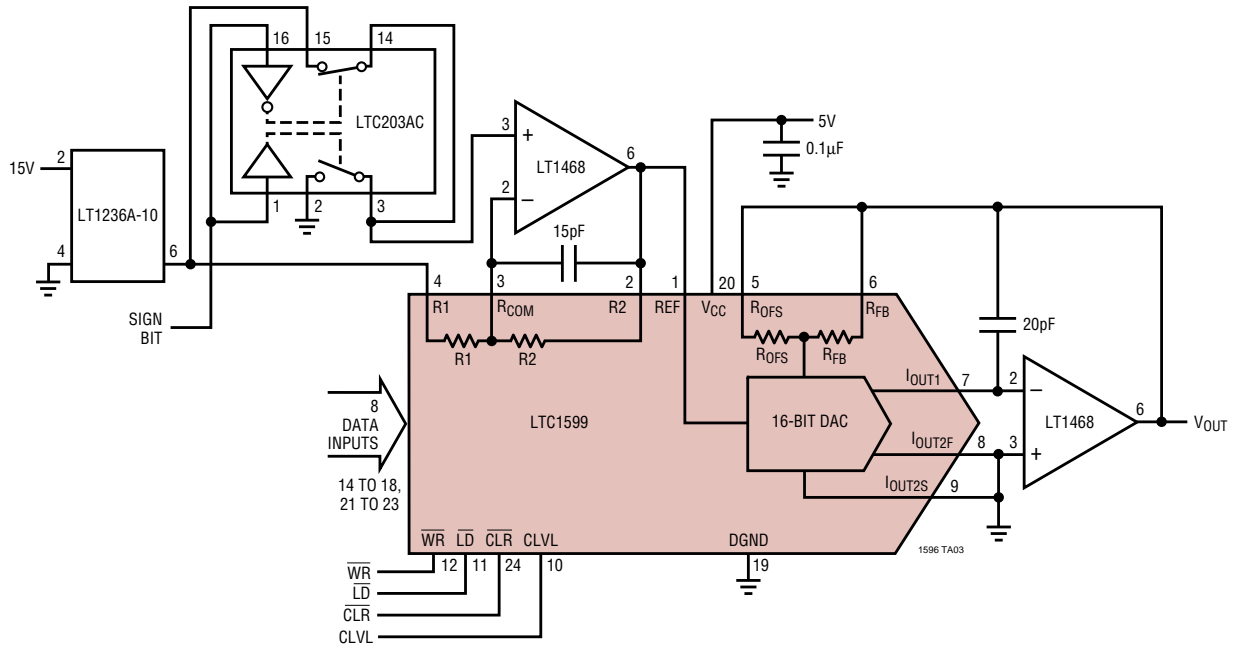 16 15 14
LTC203AC
1 2 3
15V
2
LT1236A-10
4
6
SIGN
BIT
3
+
2
–
LT1468
6
15pF
5V
0.1µF
4 3 2 1 20 5 6
R1 RCOM R2 REF VCC ROFS RFB
R1 R2 ROFS RFB
20pF
8
DATA
INPUTS
14 TO 18,
21 TO 23
LTC1599
16-BIT DAC
IOUT1 7
IOUT2F 8
IOUT2S 9
2
–
3
+
LT1468
6
VOUT
WR LD CLR CLVL DGND
1596 TA03
12 11 24 10 19
WR
LD
CLR
CLVL